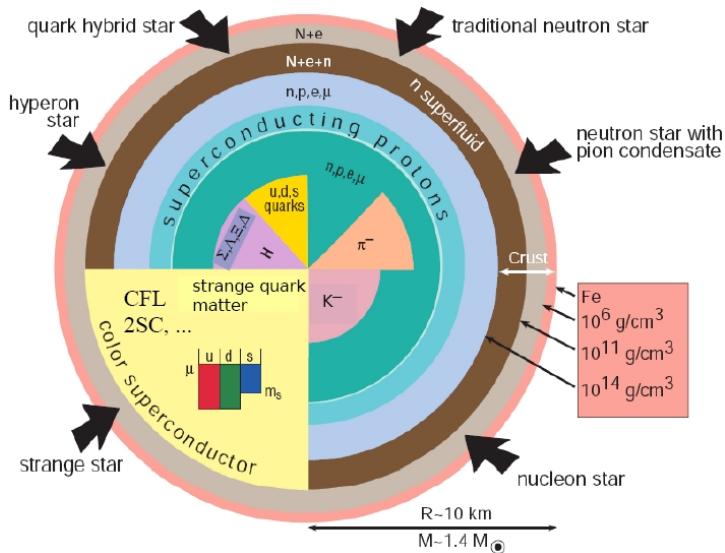 quark hybrid star
traditional neutron star
N+e
N+e+n
n,p,e,μ
n superfluid
hyperon
star
neutron star with
pion condensate
superconducting protons
n,p,e,μ
u,d,s
quarks
Σ,Λ,Ξ,Δ
H
π⁻
Crust
strange quark
matter
K⁻
CFL
2SC, ...
color superconductor
u d s
μ
mₛ
Fe
10⁶ g/cm³
10¹¹ g/cm³
10¹⁴ g/cm³
strange star
nucleon star
R~10 km
M~1.4 M☉